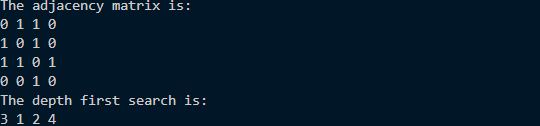 The adjacency matrix is:
0 1 1 0
1 0 1 0
1 1 0 1
0 0 1 0
The depth first search is:
3 1 2 4